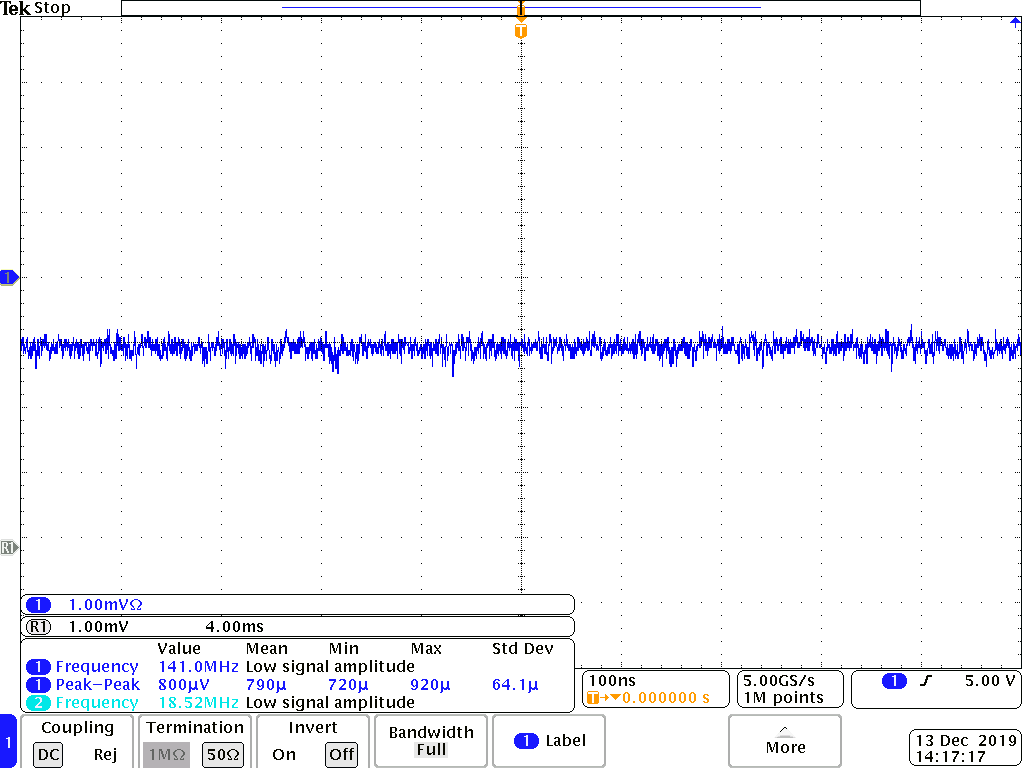 Tek Stop
T
1
R1
1 1.00mVΩ
R1 1.00mV 4.00ms
Value Mean Min Max Std Dev
1 Frequency 141.0MHz Low signal amplitude
1 Peak-Peak 800µV 790µ 720µ 920µ 64.1µ
2 Frequency 18.52MHz Low signal amplitude
100ns
T→▼0.000000 s
5.00GS/s
1M points
1 5.00 V
1
Coupling
DC Rej
Termination
1MΩ 50Ω
Invert
On Off
Bandwidth
Full
1 Label
More
13 Dec 2019
14:17:17